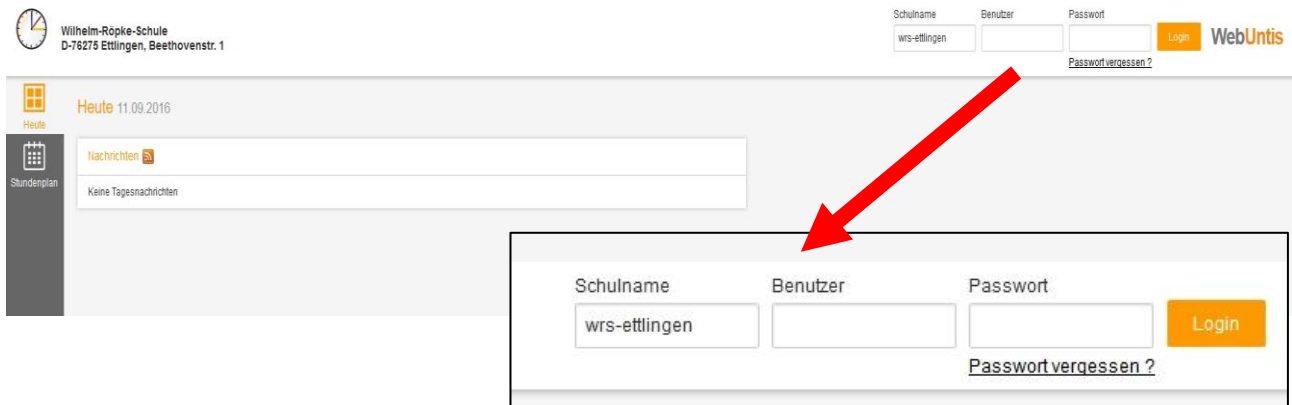 Wilhelm-Röpke-Schule
D-76275 Ettlingen, Beethovenstr. 1
Schulname Benutzer Passwort
wrs-ettlingen Login WebUntis
Passwort vergessen ?
Heute
Heute 11.09.2016
Nachrichten
Stundenplan
Keine Tagesnachrichten
Schulname Benutzer Passwort
wrs-ettlingen Login
Passwort vergessen ?